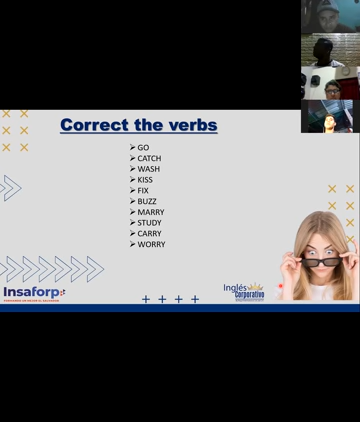 Correct the verbs
➢ GO
➢ CATCH
➢ WASH
➢ KISS
➢ FIX
➢ BUZZ
➢ MARRY
➢ STUDY
➢ CARRY
➢ WORRY
Insaforp
Inglés
Corporativo